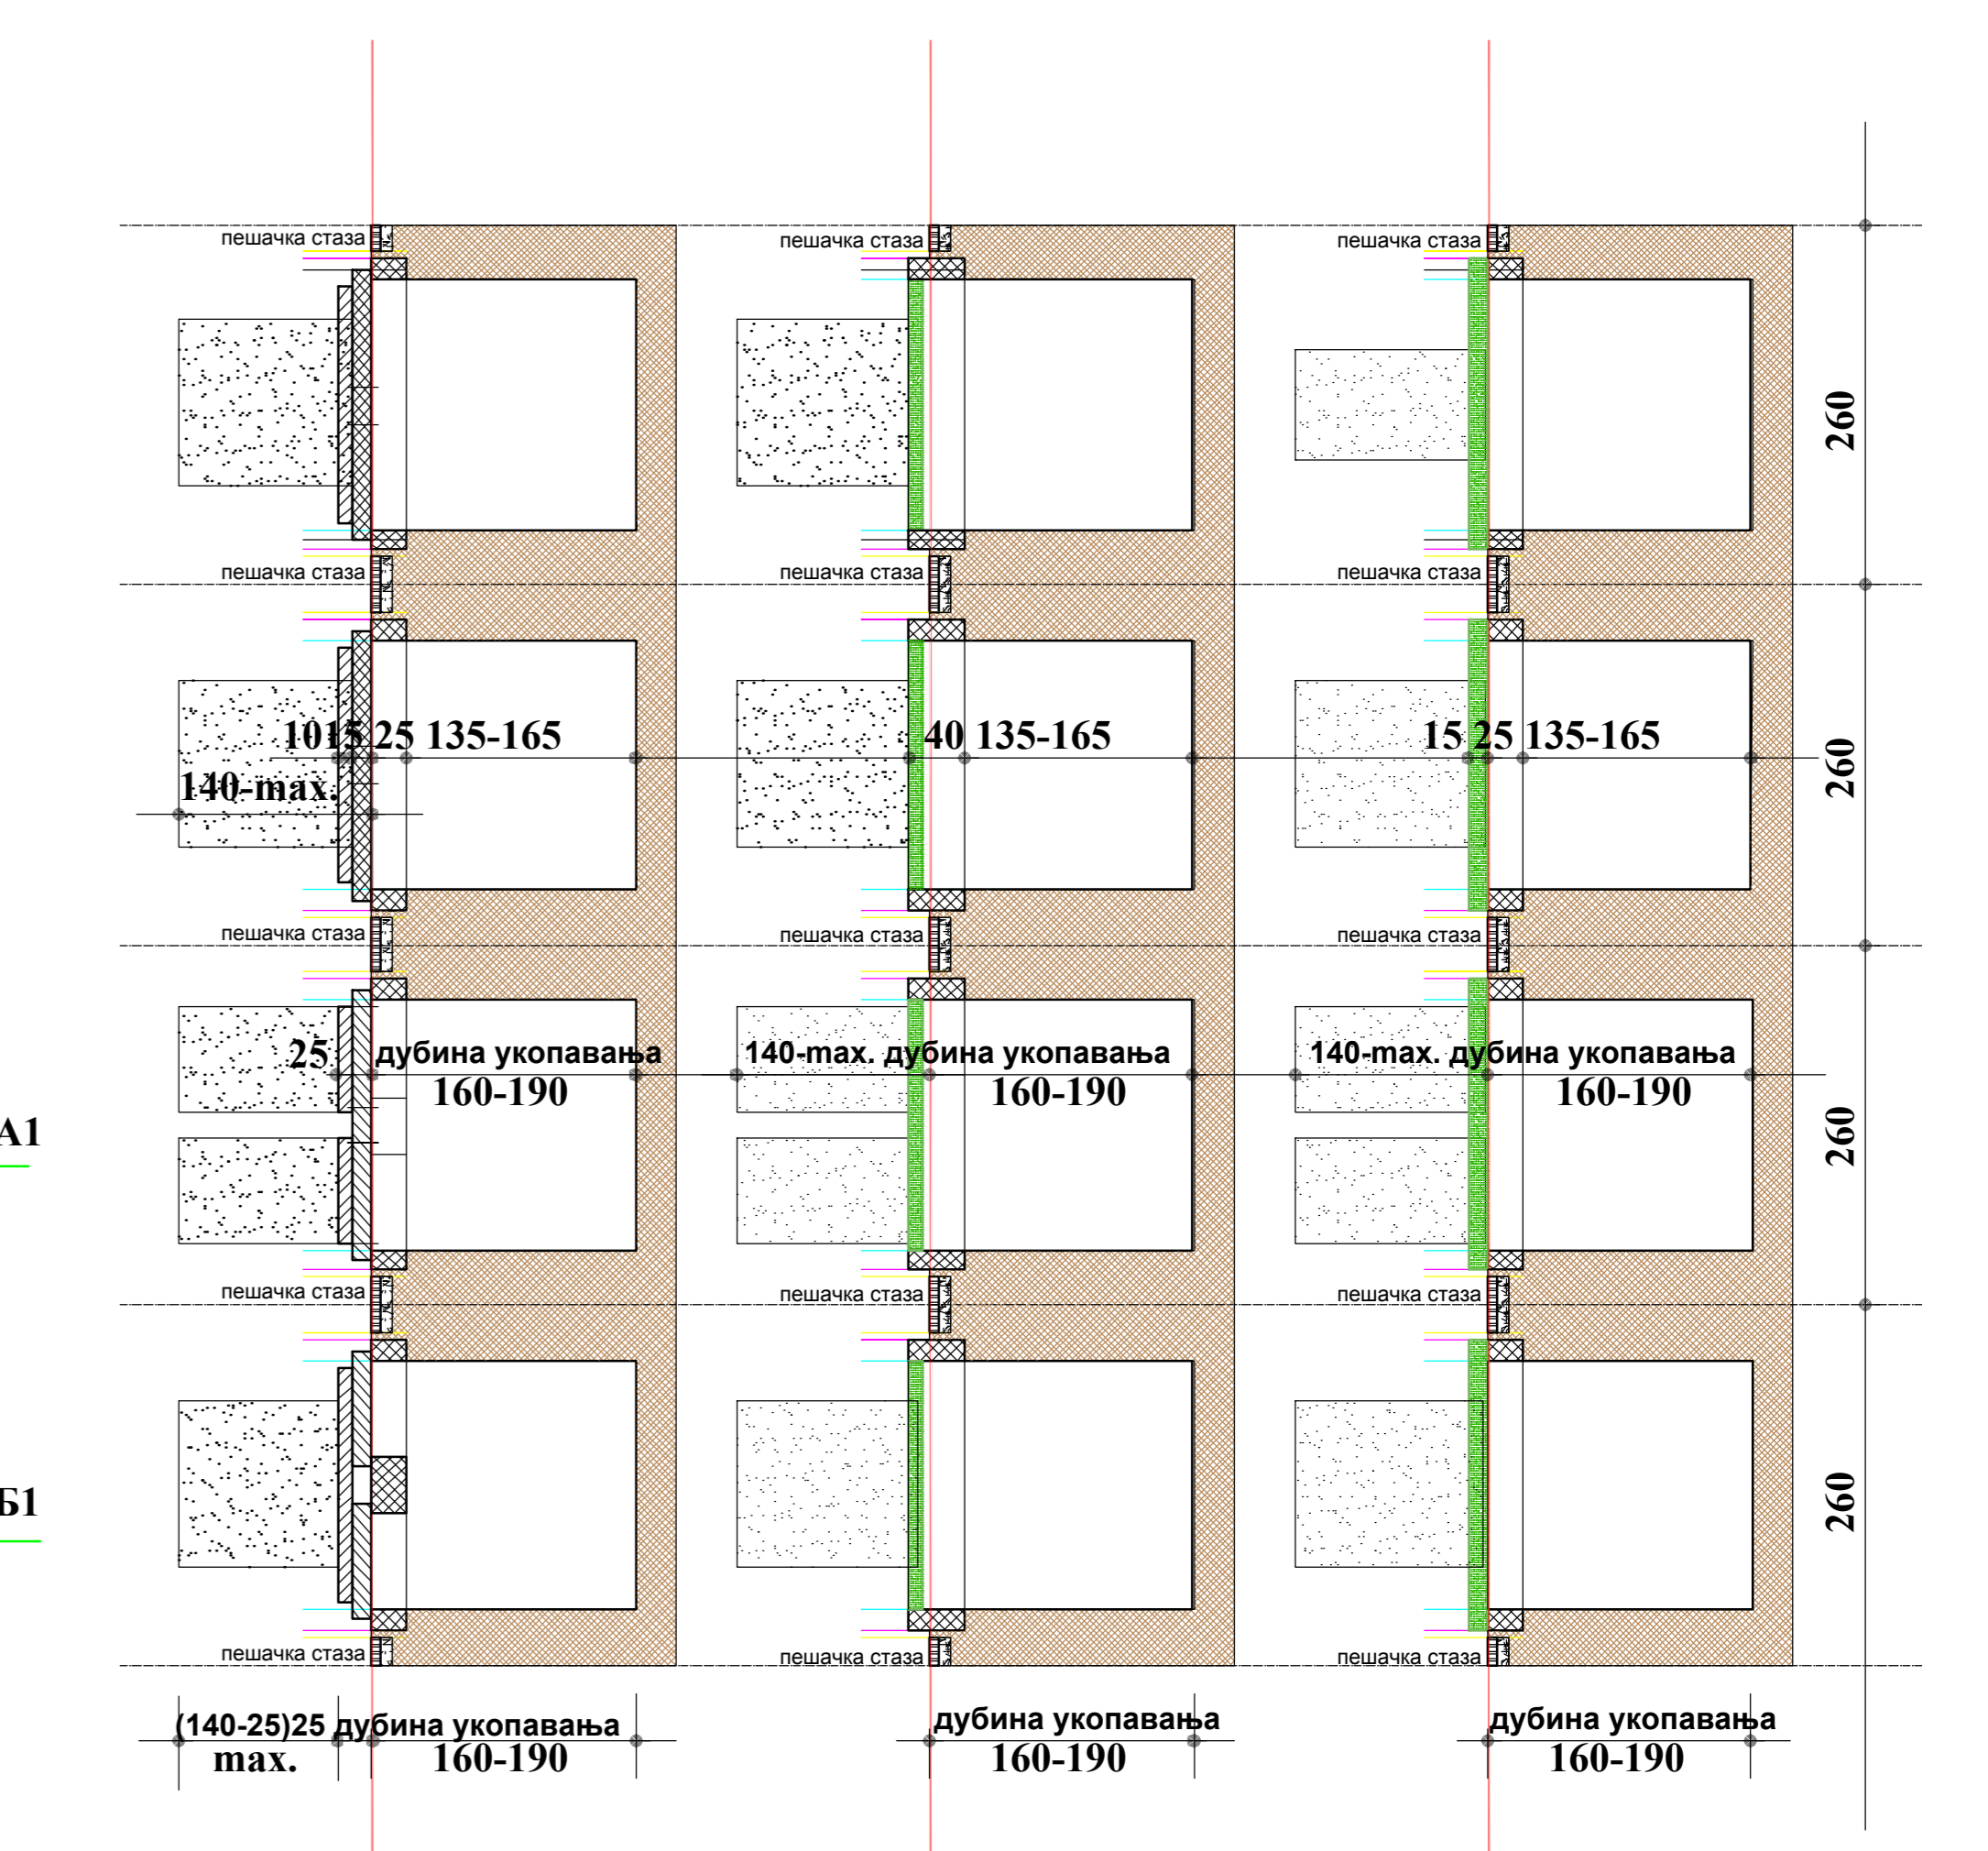 пешачка стаза пешачка стаза пешачка стаза
260
пешачка стаза пешачка стаза пешачка стаза
1015 25 135-165 40 135-165 15 25 135-165
260
140-max.
пешачка стаза пешачка стаза пешачка стаза
25 дубина укопавања 140-max. дубина укопавања 140-max. дубина укопавања
160-190 160-190 160-190
А1
260
пешачка стаза пешачка стаза пешачка стаза
Б1
260
пешачка стаза пешачка стаза пешачка стаза
(140-25)25 дубина укопавања дубина укопавања дубина укопавања
max. 160-190 160-190 160-190